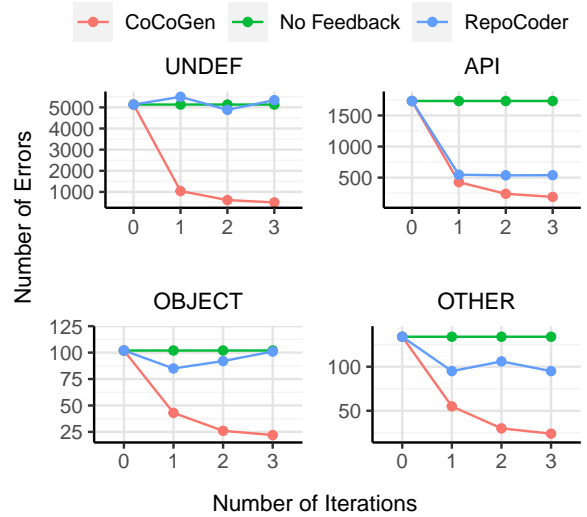 CoCoGen No Feedback RepoCoder
UNDEF API
5000
4000
3000
2000
1000
0 1 2 3
1500
1000
500
0 1 2 3
Number of Errors
OBJECT OTHER
125
100
75
50
25
0 1 2 3
100
50
0 1 2 3
Number of Iterations